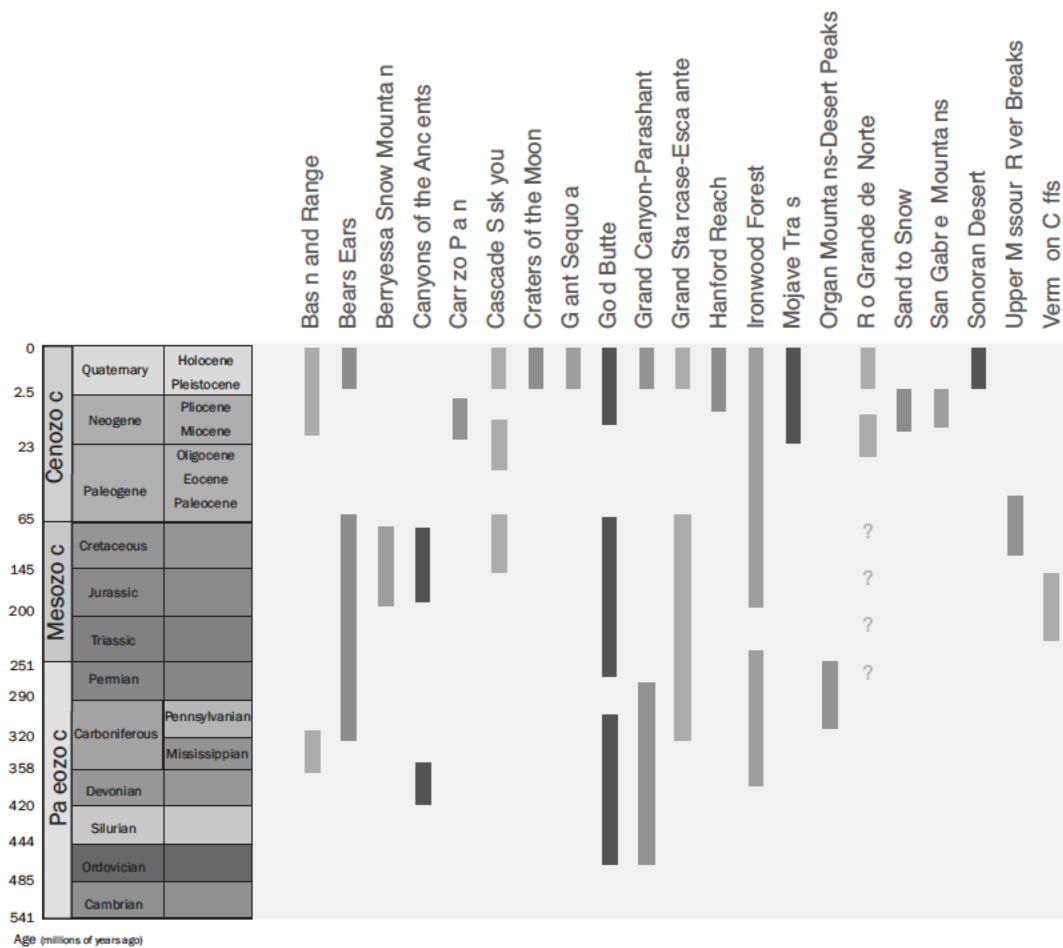 Bas n and Range
Bears Ears
Berryessa Snow Mounta n
Canyons of the Anc ents
Carr zo P a n
Cascade S sk you
Craters of the Moon
G ant Sequo a
Go d Butte
Grand Canyon-Parashant
Grand Sta rcase-Esca ante
Hanford Reach
Ironwood Forest
Mojave Tra s
Organ Mounta ns-Desert Peaks
R o Grande de Norte
Sand to Snow
San Gabr e Mounta ns
Sonoran Desert
Upper M ssour R ver Breaks
Verm on C ffs
0
2.5
23
65
145
200
251
290
320
358
420
444
485
541
Cenozo c
Mesozo c
Pa eozo c
Quaternary
Neogene
Paleogene
Cretaceous
Jurassic
Triassic
Permian
Carboniferous
Devonian
Silurian
Ordovician
Cambrian
Holocene
Pleistocene
Pliocene
Miocene
Oligocene
Eocene
Paleocene
Pennsylvanian
Mississippian
?
?
?
?
Age (millions of years ago)